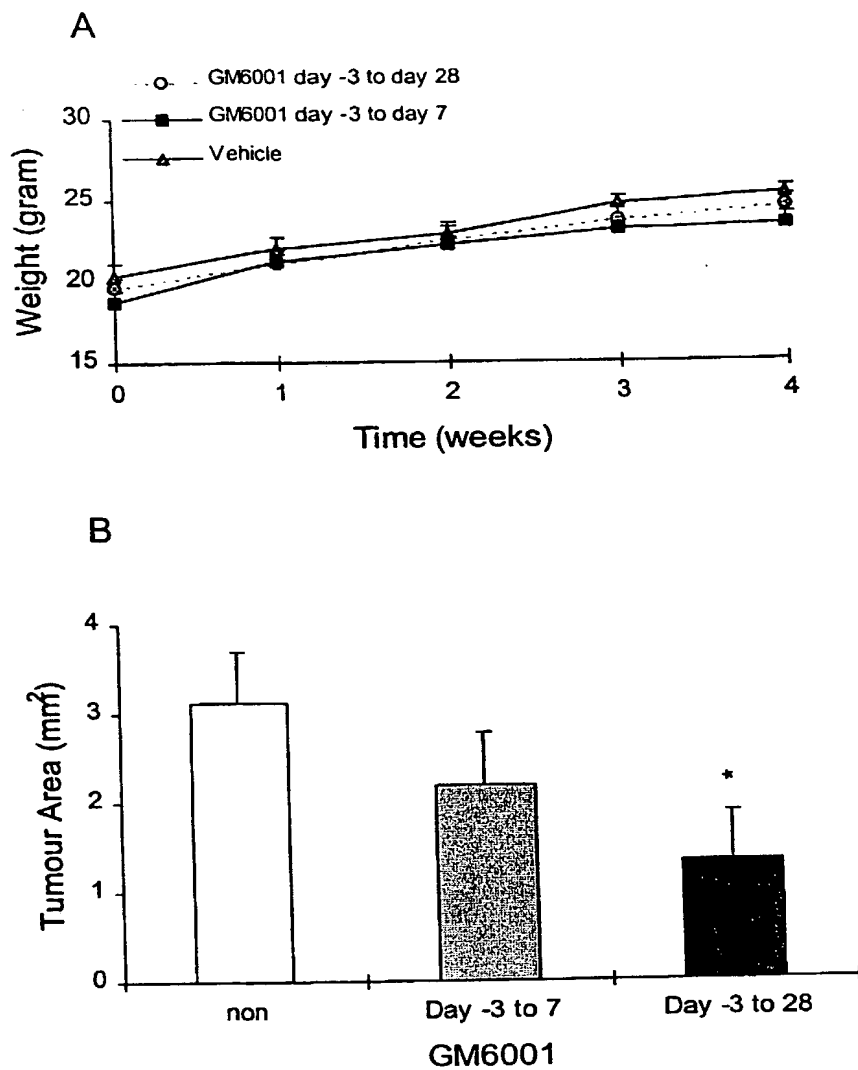 A
GM6001 day -3 to day 28
GM6001 day -3 to day 7
Vehicle
30
25
20
15
Weight (gram)
0 1 2 3 4
Time (weeks)
B
4
3
2
1
0
Tumour Area (mm²)
*
non Day -3 to 7 Day -3 to 28
GM6001